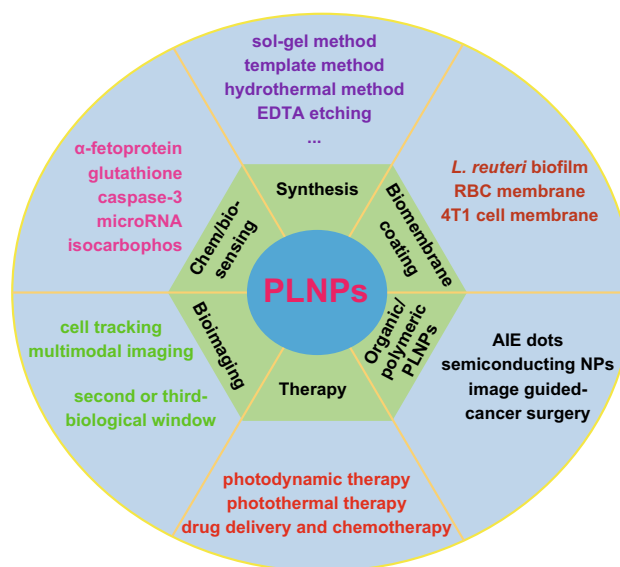 sol-gel method
template method
hydrothermal method
EDTA etching
...
α-fetoprotein
glutathione
caspase-3
microRNA
isocarbophos
L. reuteri biofilm
RBC membrane
4T1 cell membrane
Synthesis
Chem/bio-
sensing
Biomembrane
coating
PLNPs
Bioimaging
Organic/
polymeric
PLNPs
Therapy
cell tracking
multimodal imaging
second or third-
biological window
AIE dots
semiconducting NPs
image guided-
cancer surgery
photodynamic therapy
photothermal therapy
drug delivery and chemotherapy